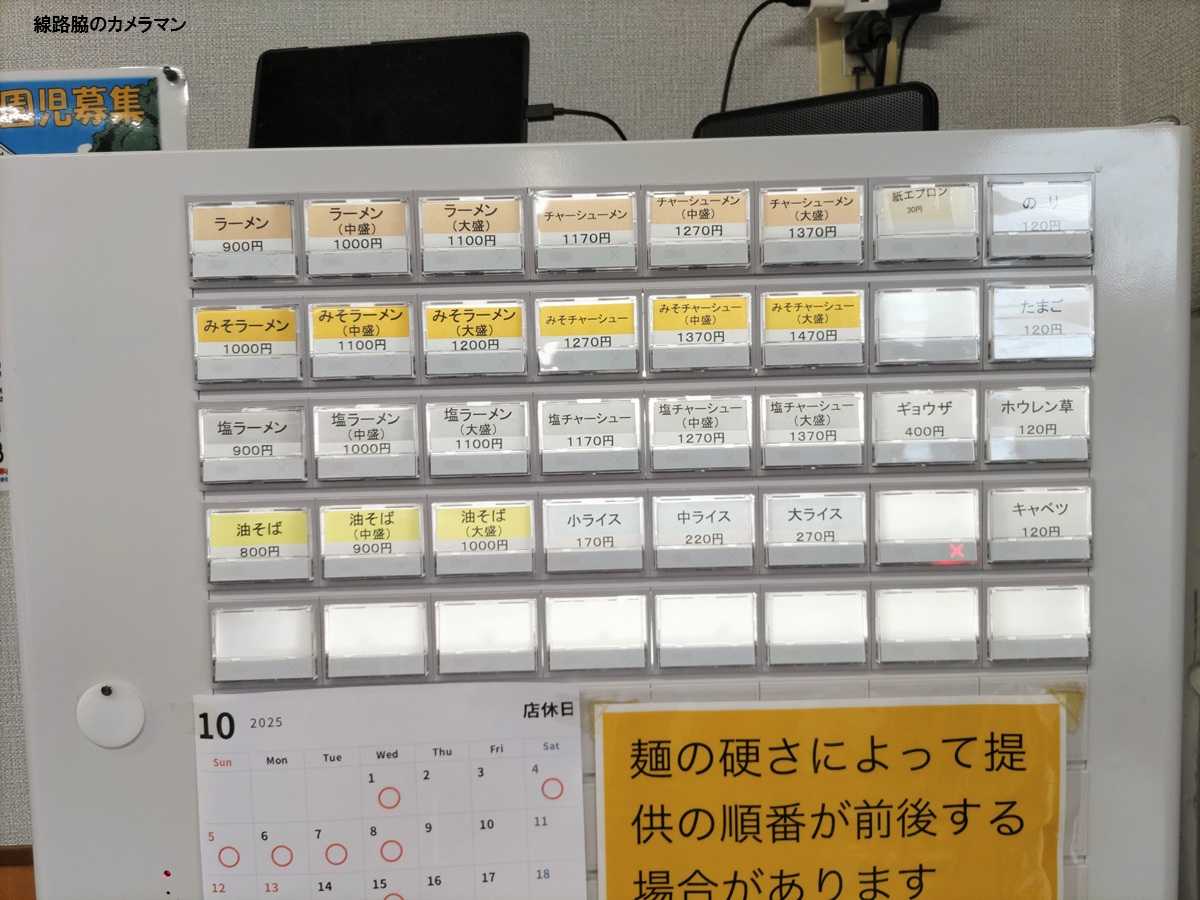 線路脇のカメラマン
園児募集
ラーメン
900円
ラーメン
（中盛）
1000円
ラーメン
（大盛）
1100円
チャーシューメン
1170円
チャーシューメン
（中盛）
1270円
チャーシューメン
（大盛）
1370円
紙エプロン
30円
のり
120円
みそラーメン
1000円
みそラーメン
（中盛）
1100円
みそラーメン
（大盛）
1200円
みそチャーシュー
1270円
みそチャーシュー
（中盛）
1370円
みそチャーシュー
（大盛）
1470円
たまご
120円
塩ラーメン
900円
塩ラーメン
（中盛）
1000円
塩ラーメン
（大盛）
1100円
塩チャーシュー
1170円
塩チャーシュー
（中盛）
1270円
塩チャーシュー
（大盛）
1370円
ギョウザ
400円
ホウレン草
120円
油そば
800円
油そば
（中盛）
900円
油そば
（大盛）
1000円
小ライス
170円
中ライス
220円
大ライス
270円
キャベツ
120円
10 2025 店休日
Sun Mon Tue Wed Thu Fri Sat
1 2 3 4
5 6 7 8 9 10 11
12 13 14 15 16 17 18
麺の硬さによって提
供の順番が前後する
場合があります